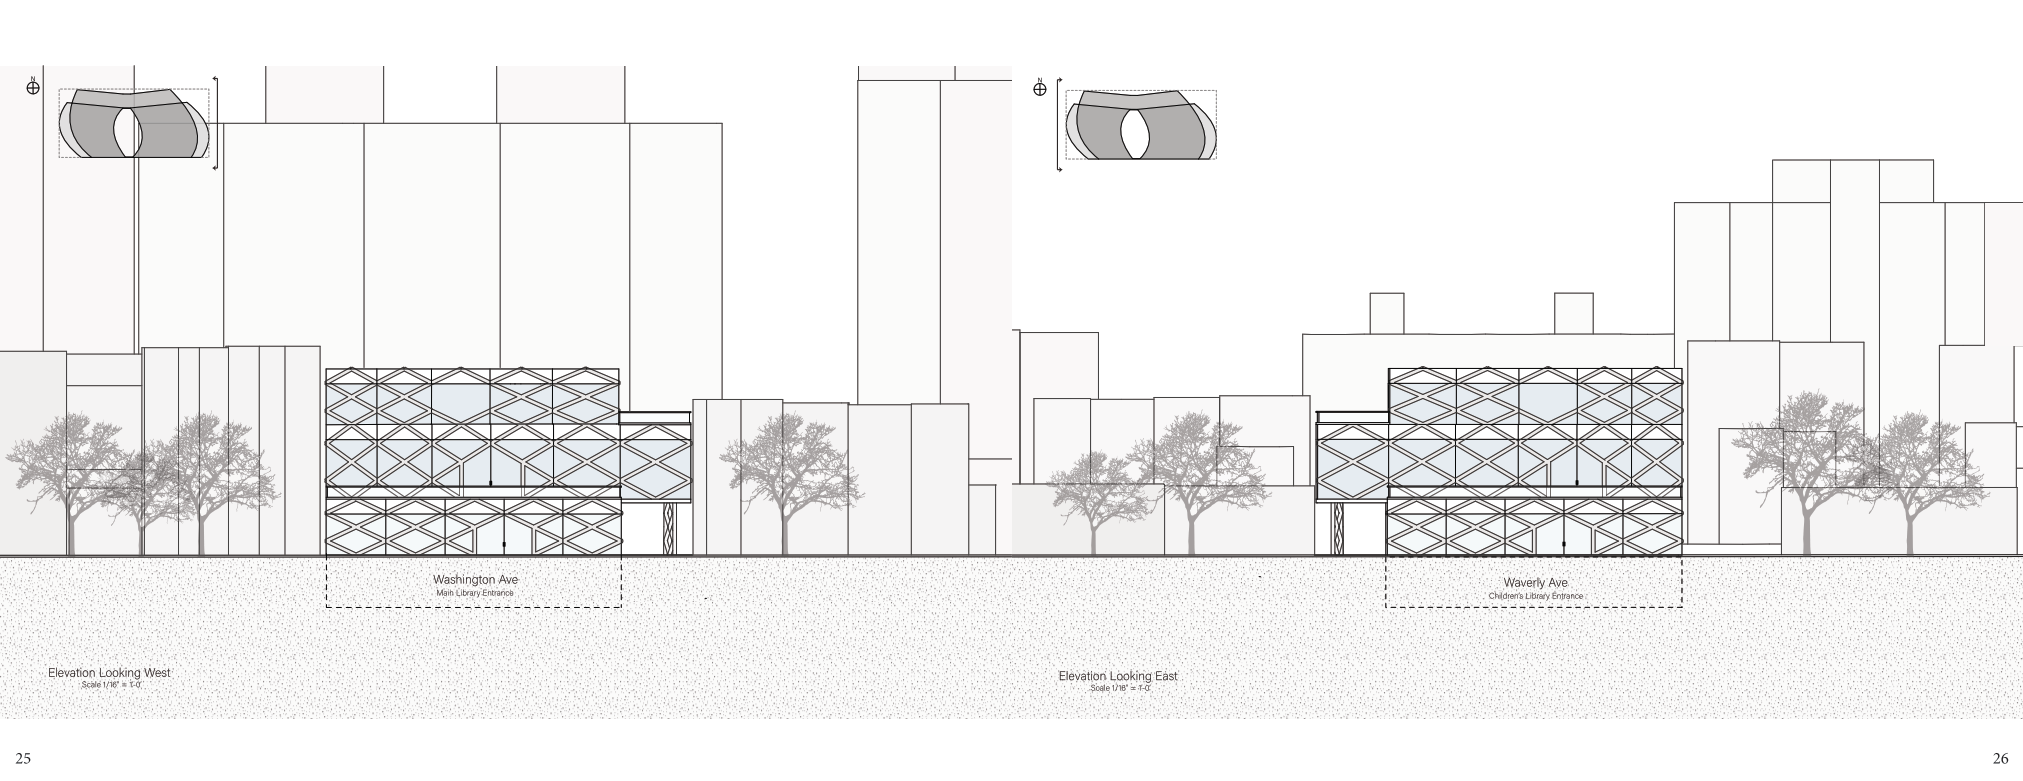 N
Washington Ave
Main Library Entrance
Elevation Looking West
Scale 1/16" = 1'-0"
25
N
Waverly Ave
Children's Library Entrance
Elevation Looking East
Scale 1/16" = 1'-0"
26